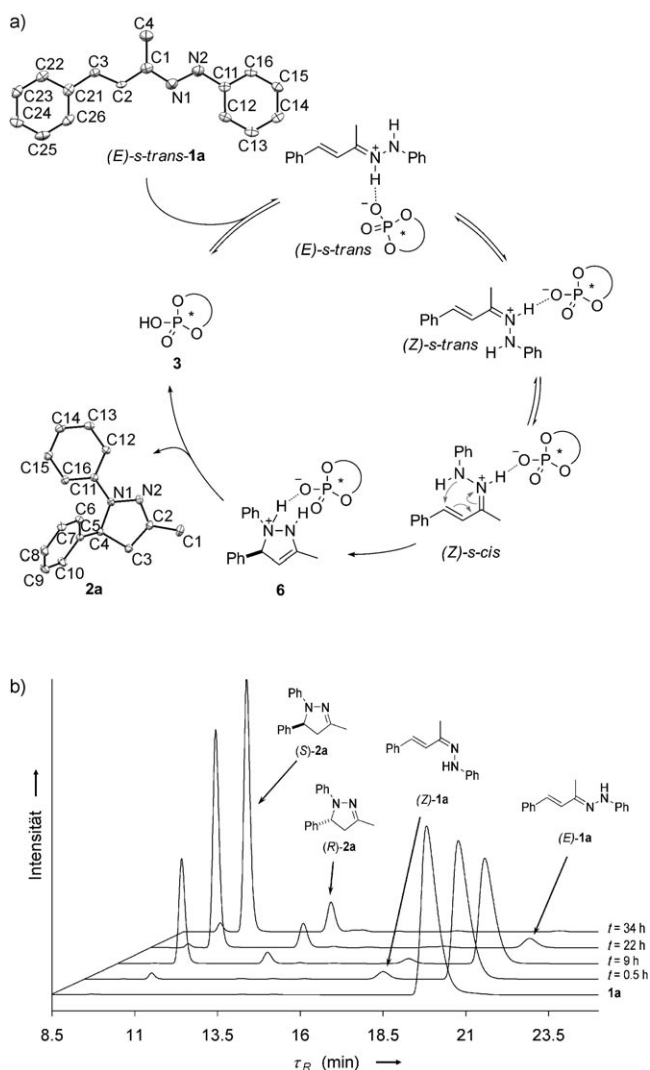 a)
C4
C22
C3
C1
N2
C16
C23
C11
C15
C21
C2
N1
C24
C26
C12
C14
C25
C13
(E)-s-trans-1a
H
N
Ph
N
+
Ph
H
−
O
O
P
O
O
*
(E)-s-trans
H
−
O
O
P
O
O
*
Ph
N
+
(Z)-s-trans
H
N
Ph
O
HO
P
O
O
*
3
Ph
H
−
O
O
P
O
O
*
H
N
N
+
Ph
(Z)-s-cis
C14
C13
C12
C15
C16
C11
N1
N2
C6
C5
C7
C4
C2
C8
C3
C1
C9
C10
2a
−
O
O
P
O
O
*
Ph
H
N
+
N
H
Ph
6
b)
Intensität
Ph
N
N
Ph
(S)-2a
Ph
N
N
Ph
(R)-2a
Ph
N
HN
Ph
(Z)-1a
H
N
Ph
N
Ph
(E)-1a
t = 34 h
t = 22 h
t = 9 h
t = 0.5 h
1a
8.5
11
13.5
16
18.5
21
23.5
τR (min)